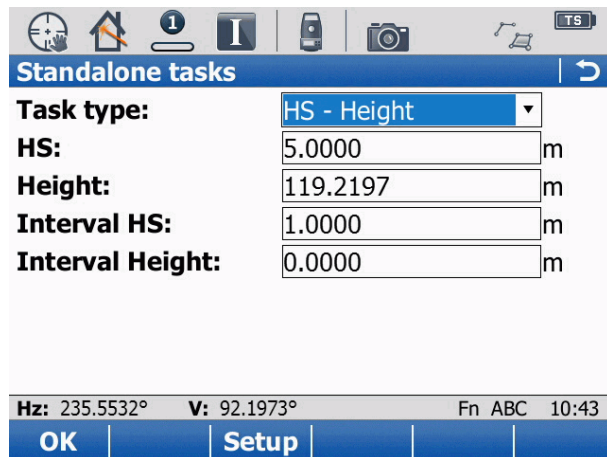 1 I TS
Standalone tasks
Task type: HS - Height
HS: 5.0000 m
Height: 119.2197 m
Interval HS: 1.0000 m
Interval Height: 0.0000 m
Hz: 235.5532° V: 92.1973° Fn ABC 10:43
OK Setup